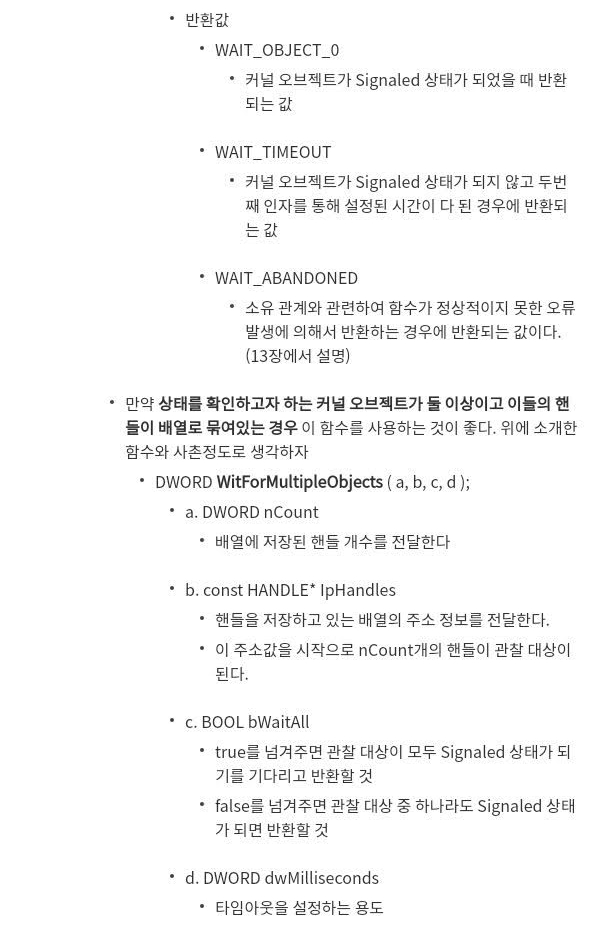 • 반환값
• WAIT_OBJECT_0
• 커널 오브젝트가 Signaled 상태가 되었을 때 반환
되는 값
• WAIT_TIMEOUT
• 커널 오브젝트가 Signaled 상태가 되지 않고 두번
째 인자를 통해 설정된 시간이 다 된 경우에 반환되
는 값
• WAIT_ABANDONED
• 소유 관계와 관련하여 함수가 정상적이지 못한 오류
발생에 의해서 반환하는 경우에 반환되는 값이다.
(13장에서 설명)
• 만약 상태를 확인하고자 하는 커널 오브젝트가 둘 이상이고 이들의 핸
들이 배열로 묶여있는 경우 이 함수를 사용하는 것이 좋다. 위에 소개한
함수와 사촌정도로 생각하자
• DWORD WitForMultipleObjects ( a, b, c, d );
• a. DWORD nCount
• 배열에 저장된 핸들 개수를 전달한다
• b. const HANDLE* IpHandles
• 핸들을 저장하고 있는 배열의 주소 정보를 전달한다.
• 이 주소값을 시작으로 nCount개의 핸들이 관찰 대상이
된다.
• c. BOOL bWaitAll
• true를 넘겨주면 관찰 대상이 모두 Signaled 상태가 되
기를 기다리고 반환할 것
• false를 넘겨주면 관찰 대상 중 하나라도 Signaled 상태
가 되면 반환할 것
• d. DWORD dwMilliseconds
• 타임아웃을 설정하는 용도